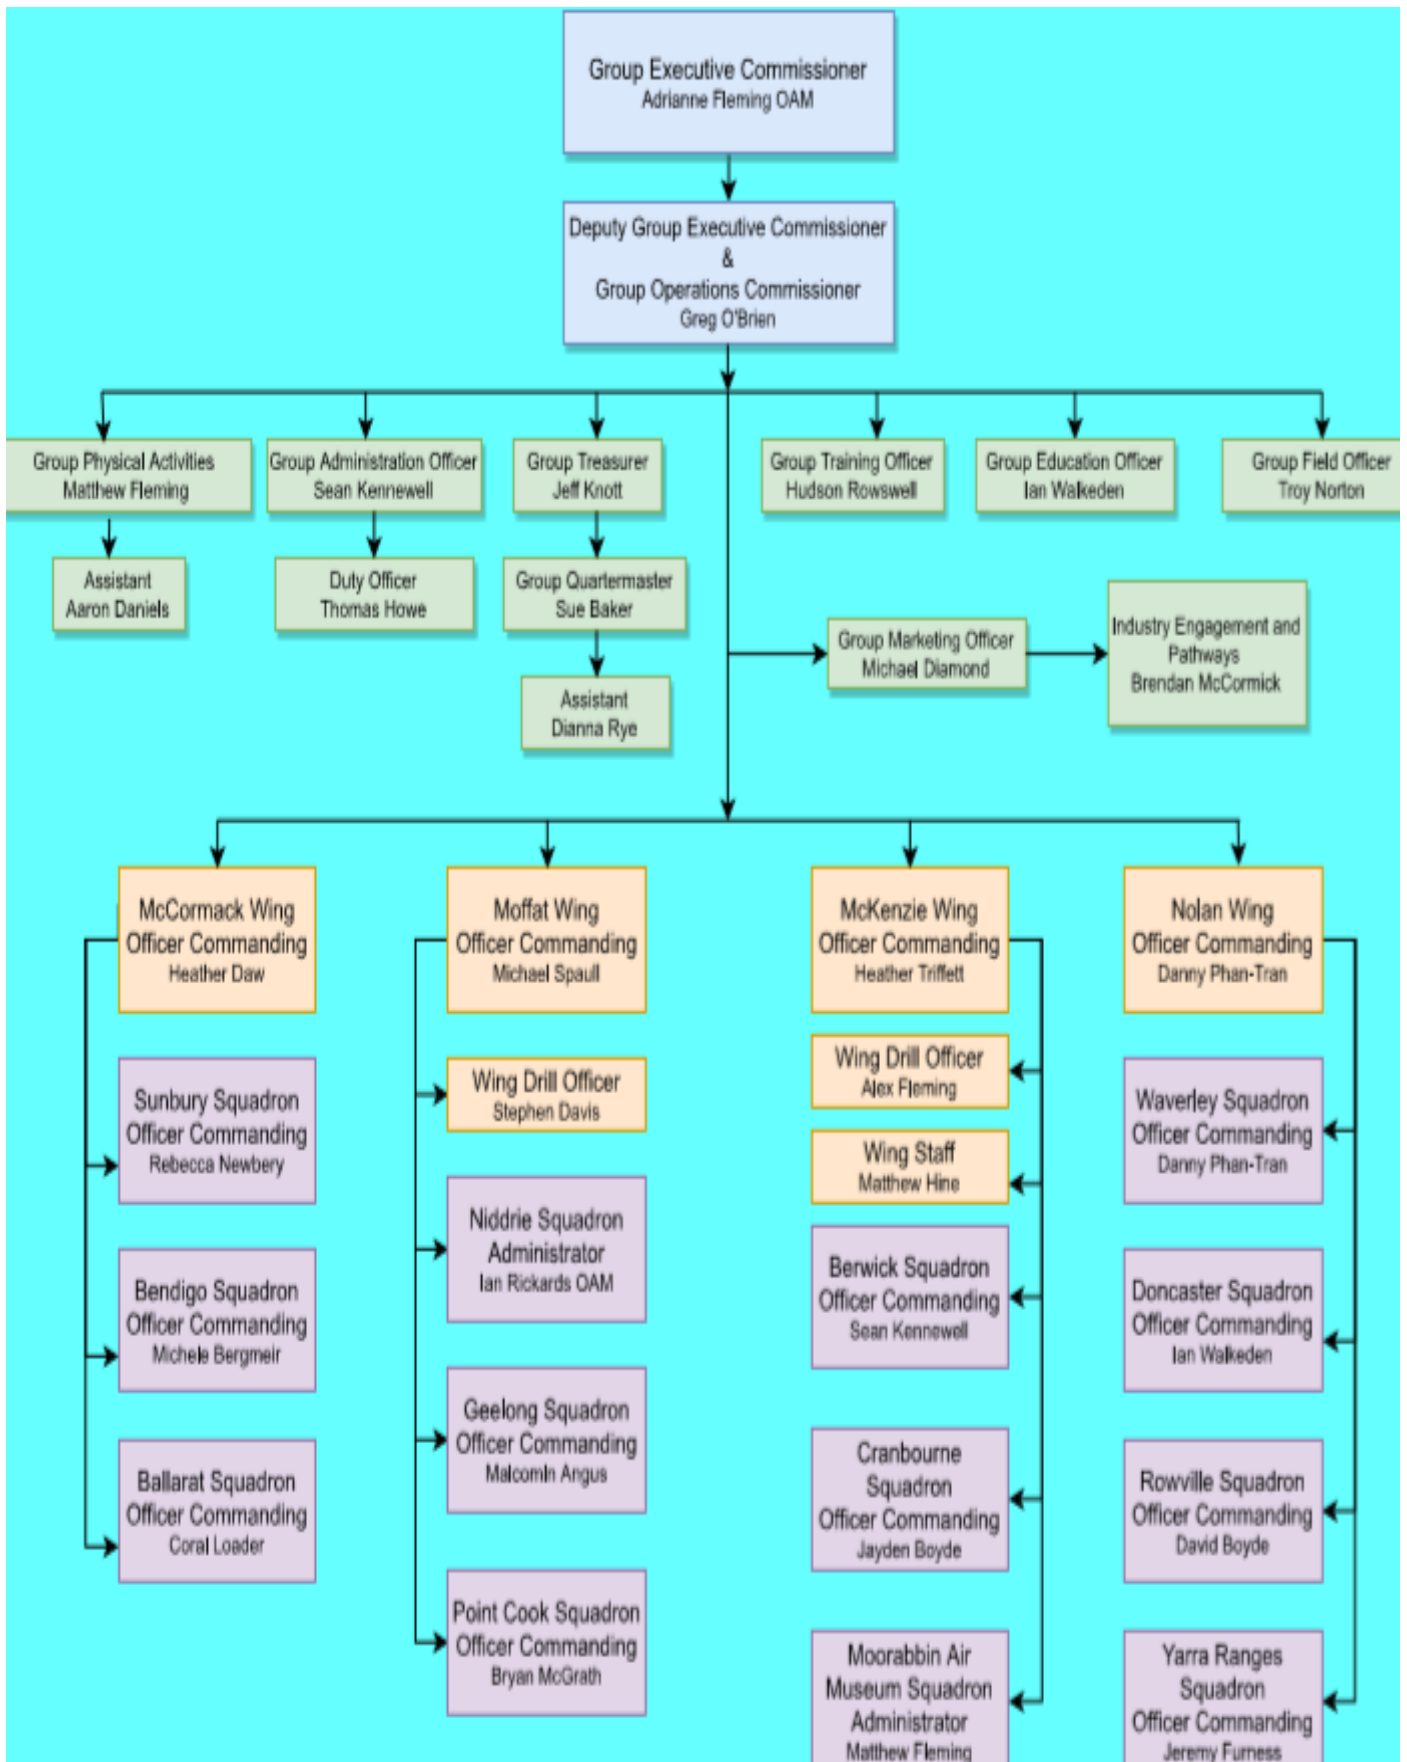 Group Executive Commissioner
Adrianne Fleming OAM
Deputy Group Executive Commissioner
&
Group Operations Commissioner
Greg O'Brien
Group Physical Activities
Matthew Fleming
Group Administration Officer
Sean Kennewell
Group Treasurer
Jeff Knott
Group Training Officer
Hudson Rowswell
Group Education Officer
Ian Walkeden
Group Field Officer
Troy Norton
Assistant
Aaron Daniels
Duty Officer
Thomas Howe
Group Quartermaster
Sue Baker
Assistant
Dianna Rye
Group Marketing Officer
Michael Diamond
Industry Engagement and
Pathways
Brendan McCormick
McCormack Wing
Officer Commanding
Heather Daw
Sunbury Squadron
Officer Commanding
Rebecca Newbery
Bendigo Squadron
Officer Commanding
Michele Bergmeir
Ballarat Squadron
Officer Commanding
Coral Loader
Moffat Wing
Officer Commanding
Michael Spaull
Wing Drill Officer
Stephen Davis
Niddrie Squadron
Administrator
Ian Rickards OAM
Geelong Squadron
Officer Commanding
Malcomln Angus
Point Cook Squadron
Officer Commanding
Bryan McGrath
McKenzie Wing
Officer Commanding
Heather Triffett
Wing Drill Officer
Alex Fleming
Wing Staff
Matthew Hine
Berwick Squadron
Officer Commanding
Sean Kennewell
Cranbourne
Squadron
Officer Commanding
Jayden Boyde
Moorabbin Air
Museum Squadron
Administrator
Matthew Fleming
Nolan Wing
Officer Commanding
Danny Phan-Tran
Waverley Squadron
Officer Commanding
Danny Phan-Tran
Doncaster Squadron
Officer Commanding
Ian Walkeden
Rowville Squadron
Officer Commanding
David Boyde
Yarra Ranges
Squadron
Officer Commanding
Jeremy Furness